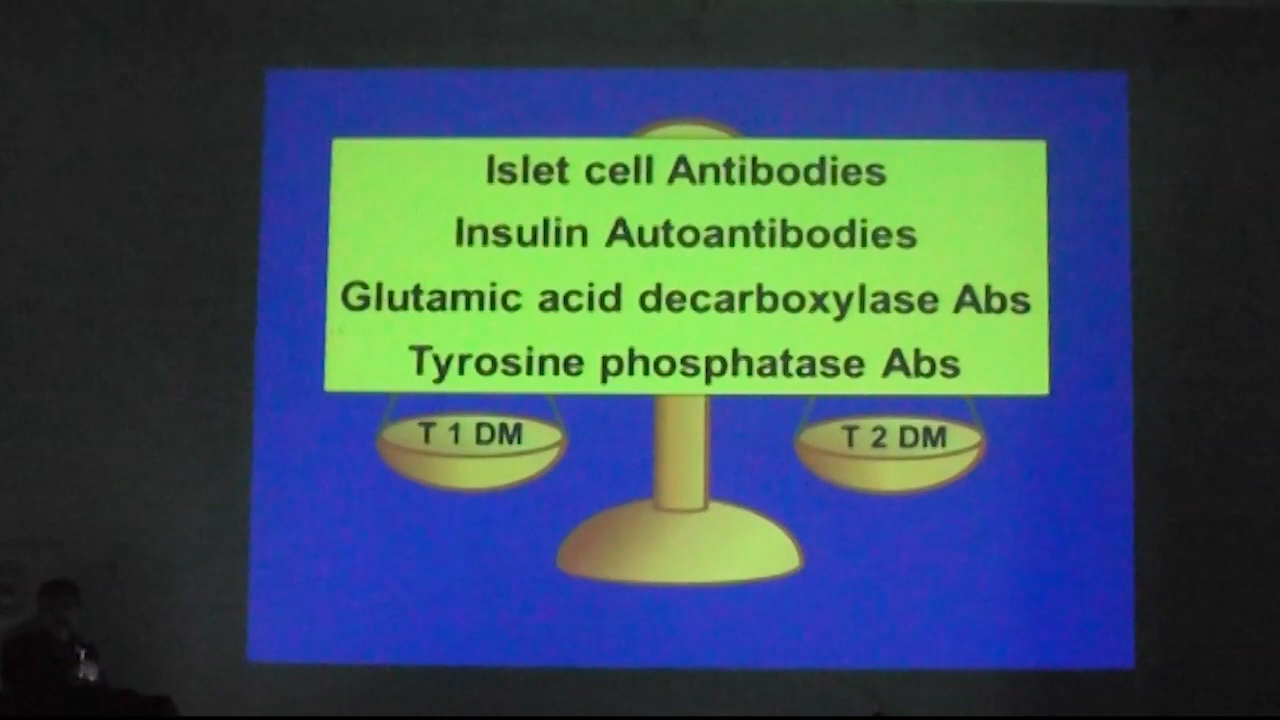 Islet cell Antibodies
Insulin Autoantibodies
Glutamic acid decarboxylase Abs
Tyrosine phosphatase Abs
T 1 DM
T 2 DM